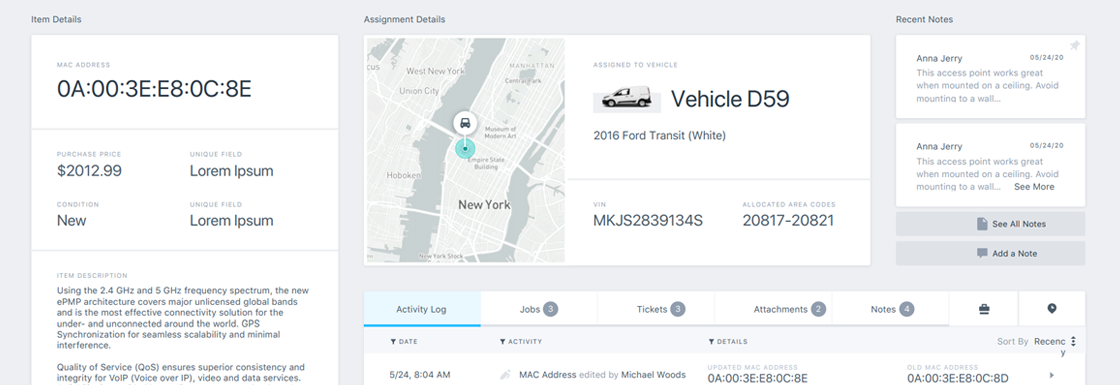 Item Details
MAC ADDRESS
0A:00:3E:E8:0C:8E
PURCHASE PRICE
UNIQUE FIELD
$2012.99
Lorem Ipsum
CONDITION
UNIQUE FIELD
New
Lorem Ipsum
ITEM DESCRIPTION
Using the 2.4 GHz and 5 GHz frequency spectrum, the new
ePMP architecture covers major unlicensed global bands
and is the most effective connectivity solution for the
under- and unconnected around the world. GPS
Synchronization for seamless scalability and minimal
interference.
Quality of Service (QoS) ensures superior consistency and
integrity for VoIP (Voice over IP), video and data services.
Assignment Details
MANHATTAN
West New York
Central Park
Union City
Museum of
Modern Art
Empire State
Building
Hoboken
New York
New York Stock
ASSIGNED TO VEHICLE
Vehicle D59
2016 Ford Transit (White)
VIN
ALLOCATED AREA CODES
MKJS2839134S
20817-20821
Recent Notes
Anna Jerry
05/24/20
This access point works great
when mounted on a ceiling. Avoid
mounting to a wall...
Anna Jerry
05/24/20
This access point works great
when mounted on a ceiling. Avoid
mounting to a wall...
See More
See All Notes
Add a Note
Activity Log
Jobs 3
Tickets 3
Attachments 2
Notes 4
DATE
ACTIVITY
DETAILS
Sort By
Recenc
y
5/24, 8:04 AM
MAC Address edited by Michael Woods
UPDATED MAC ADDRESS
0A:00:3E:E8:0C:8E
OLD MAC ADDRESS
0A:00:3E:E8:0C:8D